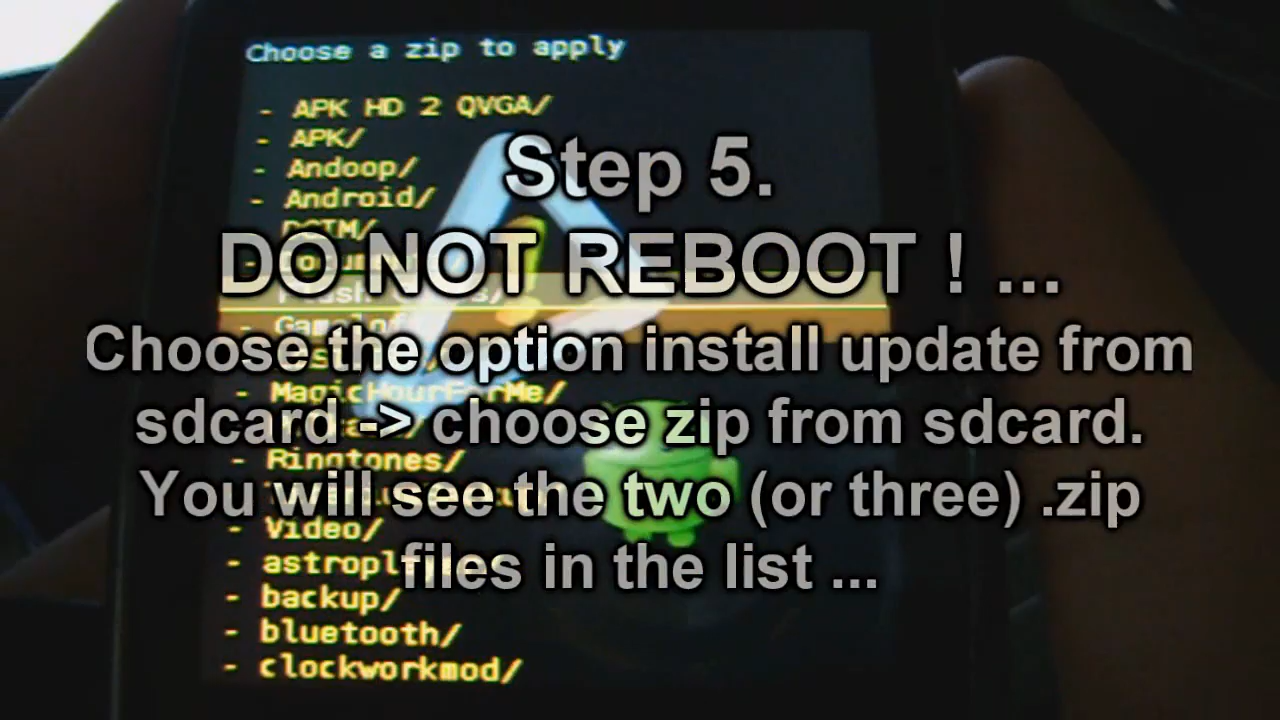 Choose a zip to apply
- APK HD 2 QVGA/
- APK/
- Andoop/
- Android/
Step 5.
DO NOT REBOOT ! ...
Choose the option install update from
sdcard -> choose zip from sdcard.
You will see the two (or three) .zip
files in the list ...
- MagicHourForMe/
- Ringtones/
- Video/
- backup/
- bluetooth/
- clockworkmod/